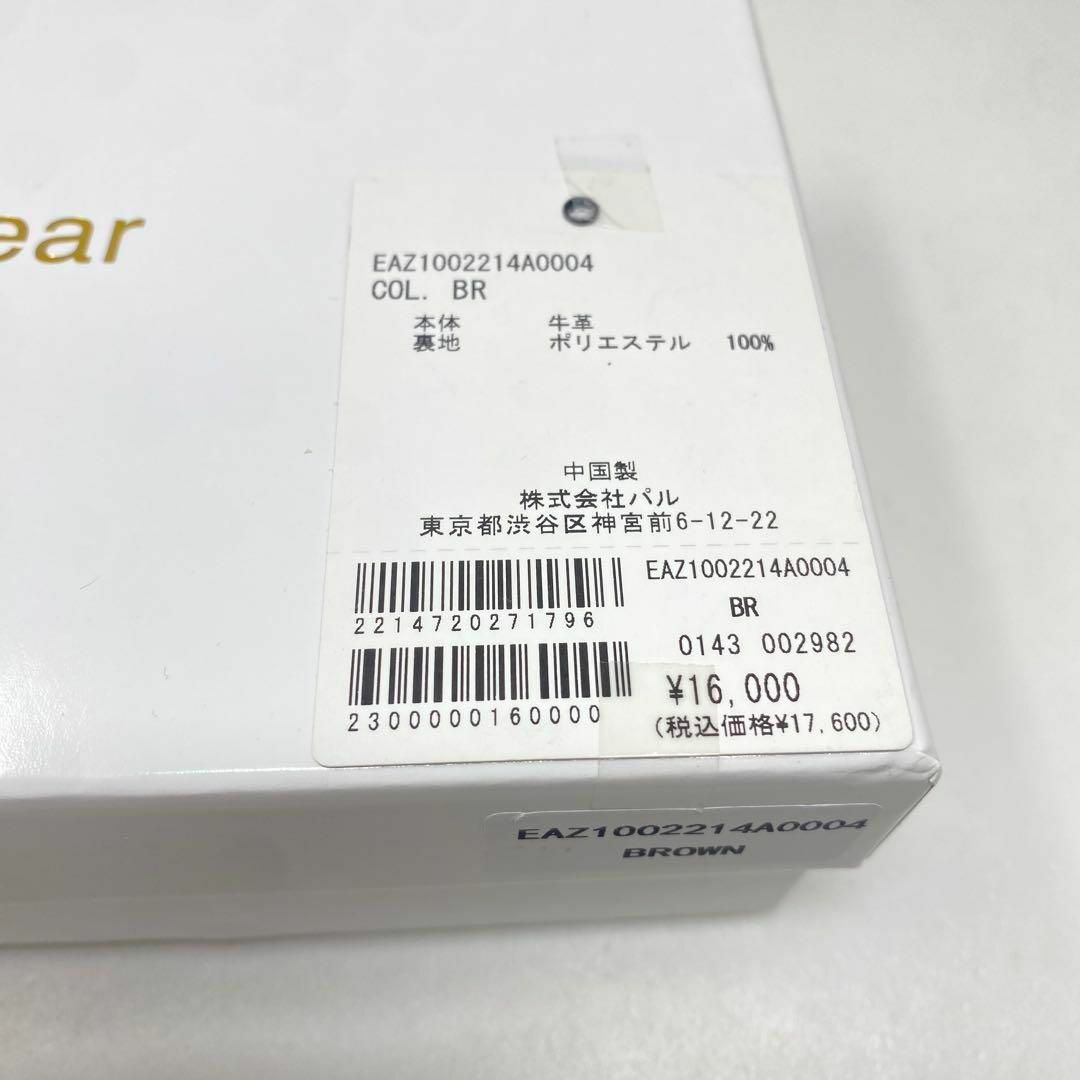 ear
EAZ1002214A0004
COL. BR
本体 牛革
裏地 ポリエステル 100%
中国製
株式会社パル
東京都渋谷区神宮前6-12-22
EAZ1002214A0004
BR
2214720271796
0143 002982
¥16,000
2300000160000
(税込価格¥17,600)
EAZ1002214A0004
BROWN